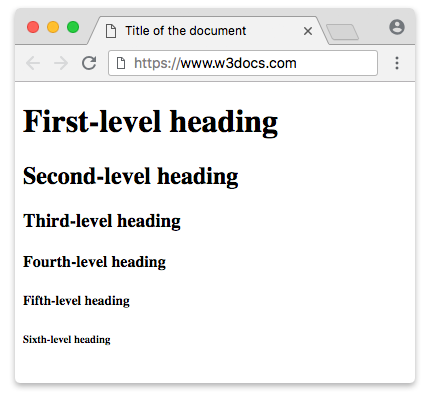 Title of the document
https://www.w3docs.com
First-level heading
Second-level heading
Third-level heading
Fourth-level heading
Fifth-level heading
Sixth-level heading